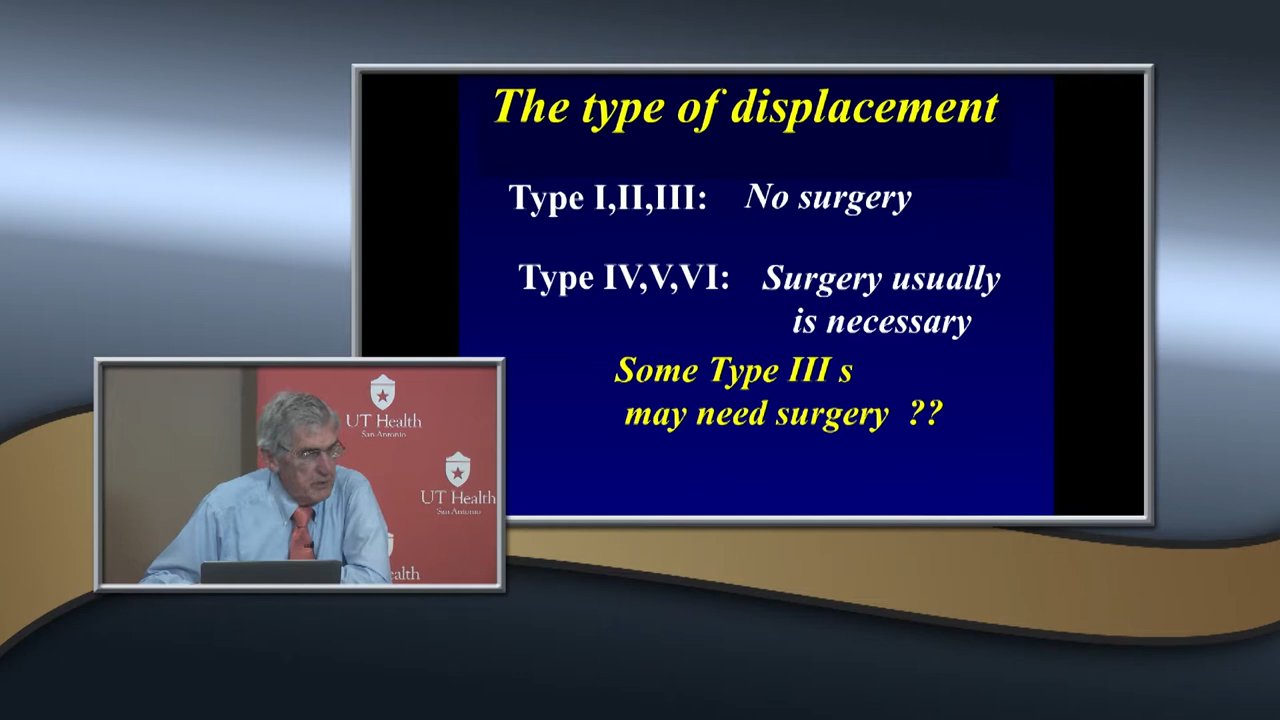 The type of displacement
Type I,II,III: No surgery
Type IV,V,VI: Surgery usually
is necessary
Some Type III s
may need surgery ??
UT Health
San Antonio
UT Health
San Antonio
alth